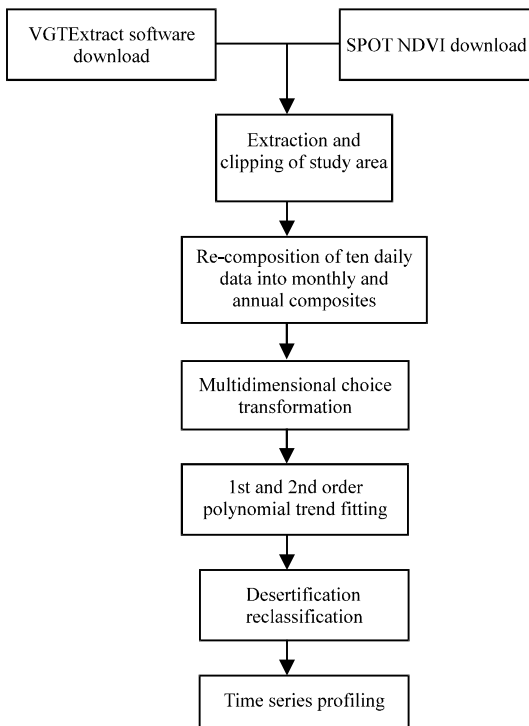 VGTExtract software
download
SPOT NDVI download
Extraction and
clipping of study area
Re-composition of ten daily
data into monthly and
annual composites
Multidimensional choice
transformation
1st and 2nd order
polynomial trend fitting
Desertification
reclassification
Time series profiling